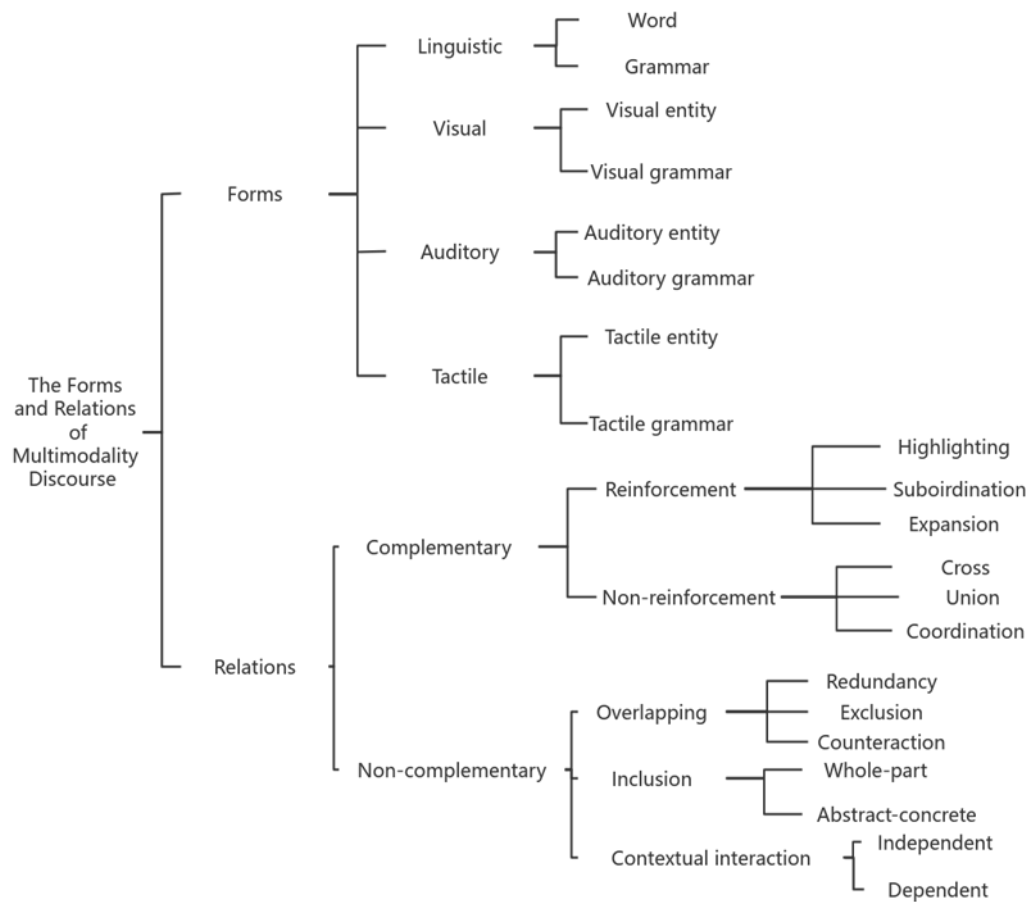 The Forms
and Relations
of
Multimodality
Discourse
Forms
Linguistic
Word
Grammar
Visual
Visual entity
Visual grammar
Auditory
Auditory entity
Auditory grammar
Tactile
Tactile entity
Tactile grammar
Relations
Complementary
Reinforcement
Highlighting
Suboirdination
Expansion
Non-reinforcement
Cross
Union
Coordination
Non-complementary
Overlapping
Redundancy
Exclusion
Counteraction
Inclusion
Whole-part
Abstract-concrete
Contextual interaction
Independent
Dependent